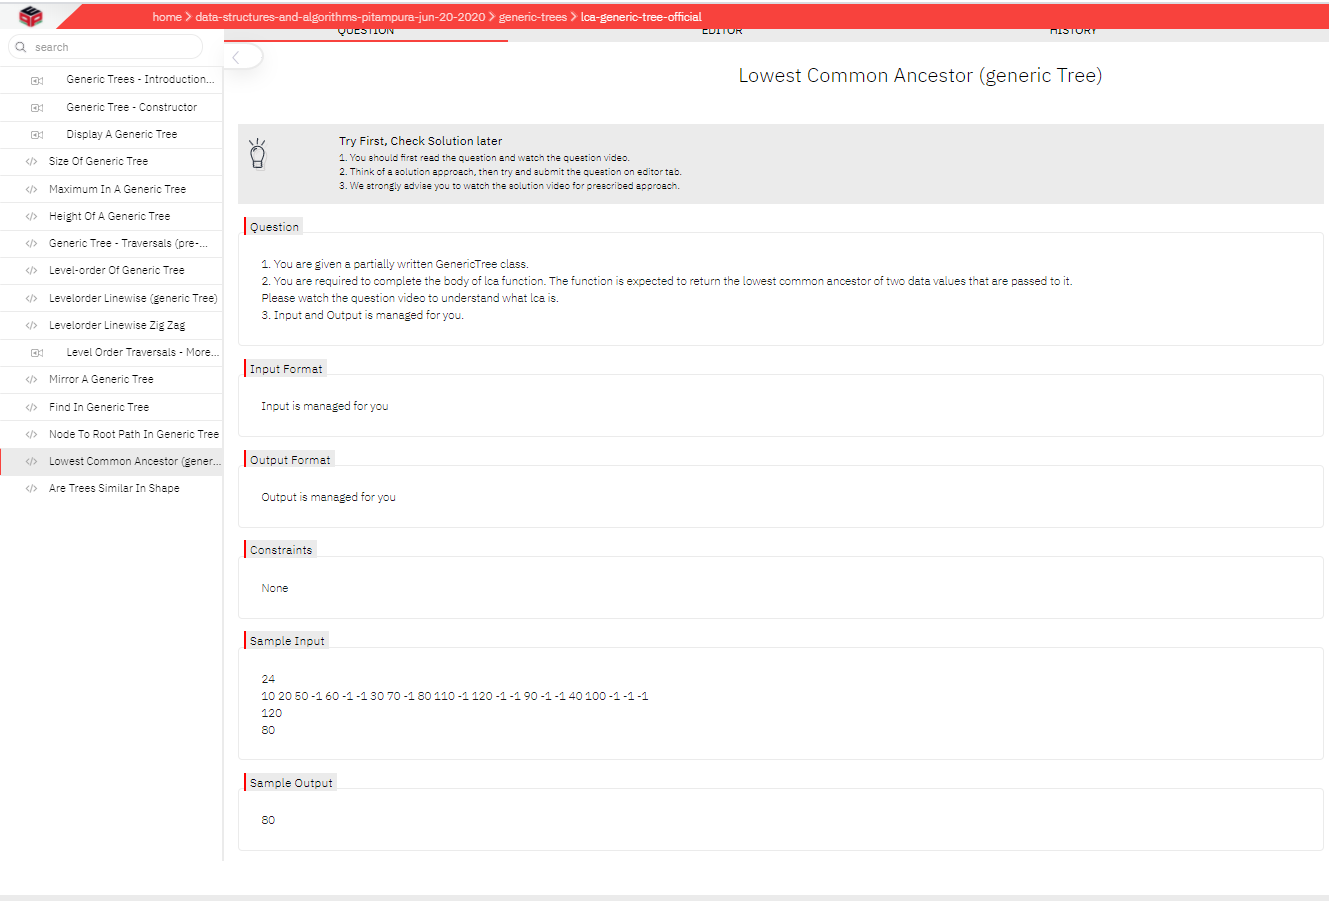 home > data-structures-and-algorithms-pitampura-jun-20-2020 > generic-trees > lca-generic-tree-official
search
Generic Trees - Introduction...
Generic Tree - Constructor
Display A Generic Tree
Size Of Generic Tree
Maximum In A Generic Tree
Height Of A Generic Tree
Generic Tree - Traversals (pre-...
Level-order Of Generic Tree
Levelorder Linewise (generic Tree)
Levelorder Linewise Zig Zag
Level Order Traversals - More...
Mirror A Generic Tree
Find In Generic Tree
Node To Root Path In Generic Tree
Lowest Common Ancestor (gener...
Are Trees Similar In Shape
QUESTION
EDITOR
HISTORY
Lowest Common Ancestor (generic Tree)
Try First, Check Solution later
1. You should first read the question and watch the question video.
2. Think of a solution approach, then try and submit the question on editor tab.
3. We strongly advise you to watch the solution video for prescribed approach.
Question
1. You are given a partially written GenericTree class.
2. You are required to complete the body of lca function. The function is expected to return the lowest common ancestor of two data values that are passed to it.
Please watch the question video to understand what lca is.
3. Input and Output is managed for you.
Input Format
Input is managed for you
Output Format
Output is managed for you
Constraints
None
Sample Input
24
10 20 50 -1 60 -1 -1 30 70 -1 80 110 -1 120 -1 -1 90 -1 -1 40 100 -1 -1 -1
120
80
Sample Output
80